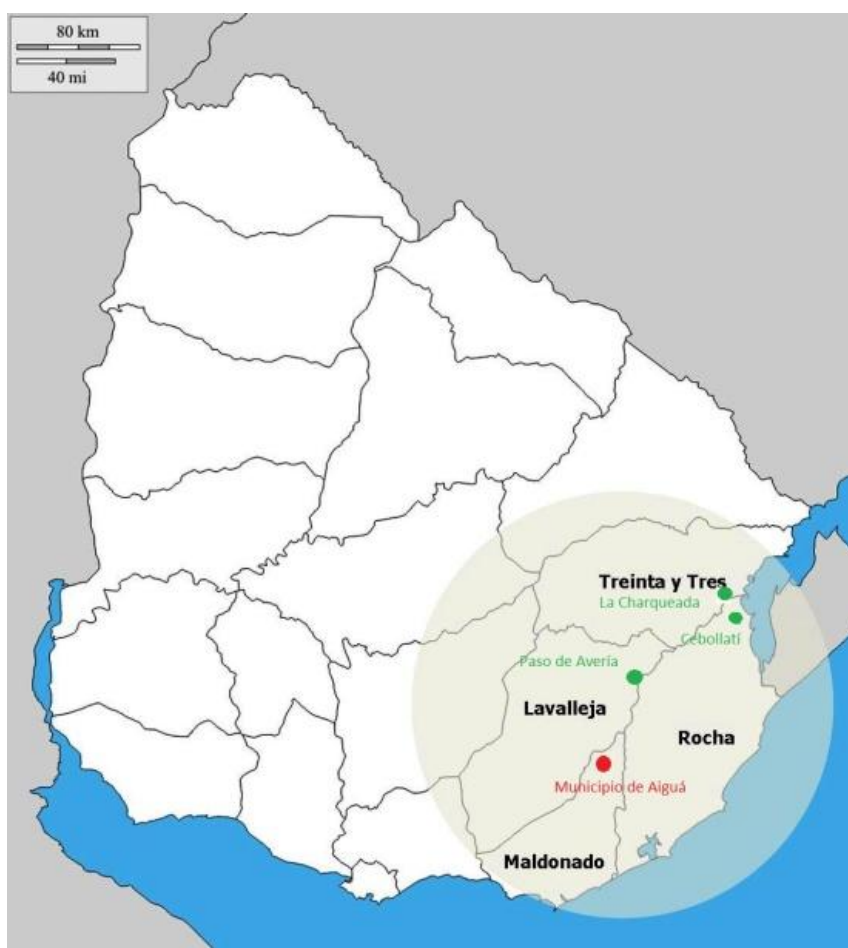 80 km
40 mi
Treinta y Tres
La Charqueada
Cebollatí
Paso de Avería
Lavalleja
Rocha
Municipio de Aiguá
Maldonado